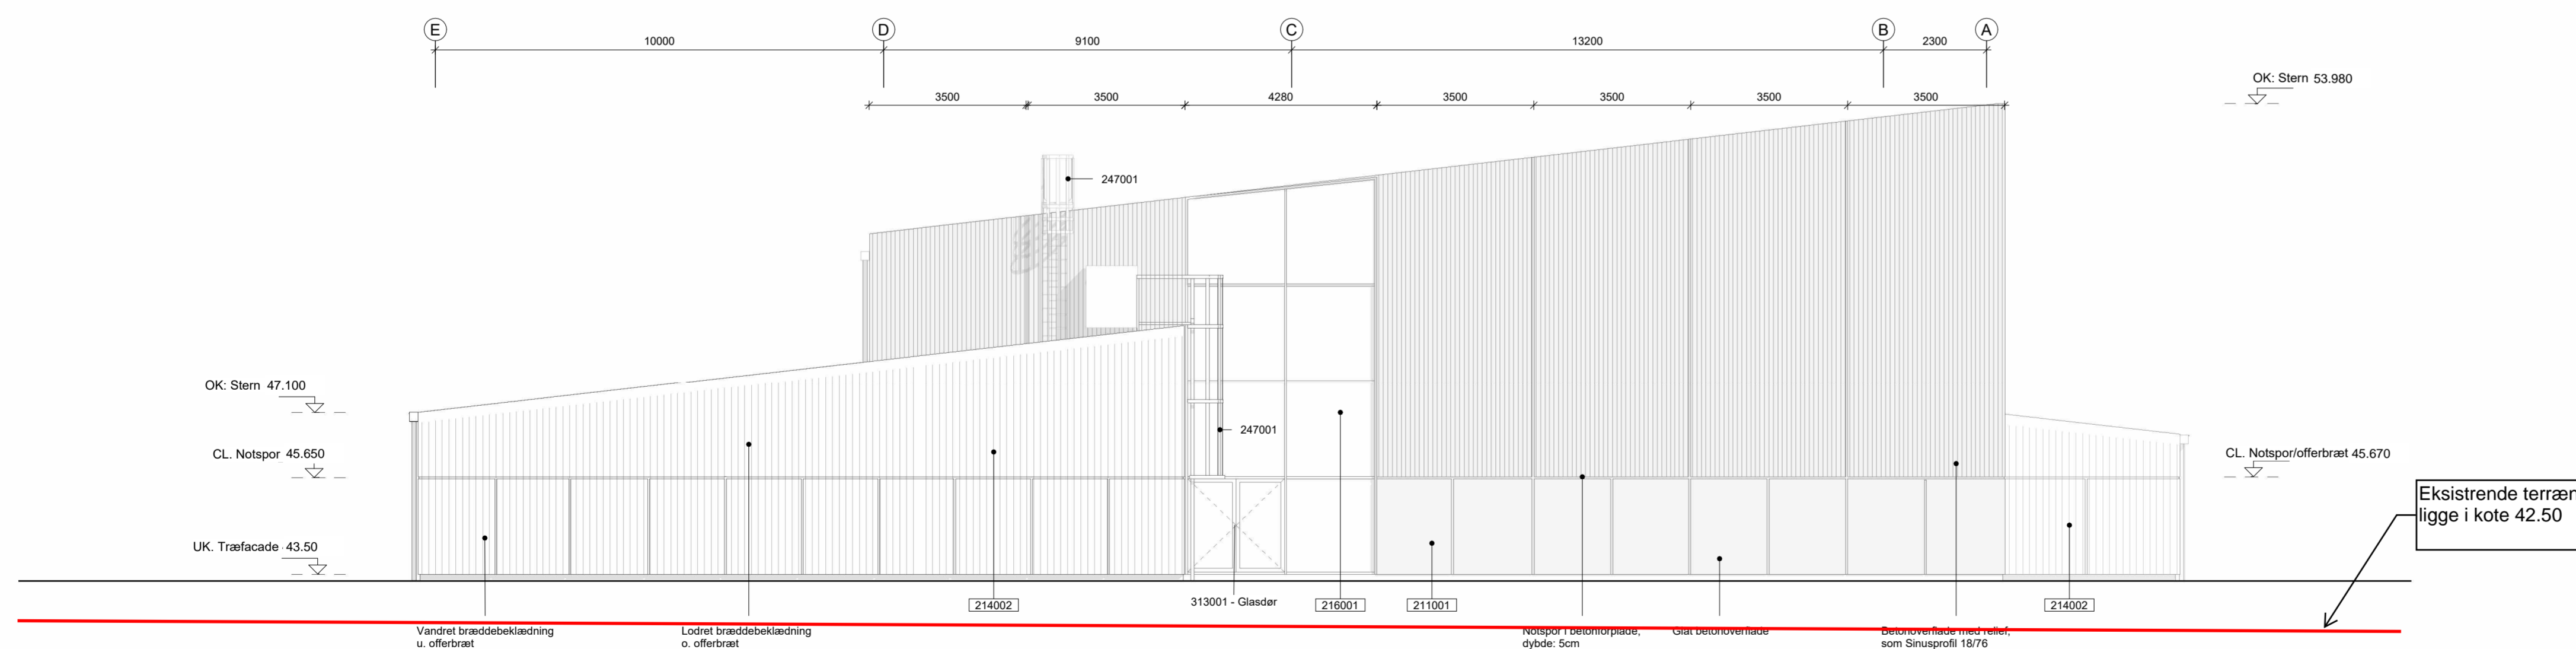 E
D
C
B
A
10000
9100
13200
2300
OK: Stern 53.980
3500
3500
4280
3500
3500
3500
3500
247001
OK: Stern 47.100
247001
CL. Notspor 45.650
CL. Notspor/offerbræt 45.670
Eksistrende terræn
ligge i kote 42.50
UK. Træfacade 43.50
214002
313001 - Glasdør
216001
211001
214002
Vandret bræddebeklædning
u. offerbræt
Lodret bræddebeklædning
o. offerbræt
Notspor i betonforplade,
dybde: 5cm
Glat betonoverflade
Betonoverflade med relief,
som Sinusprofil 18/76